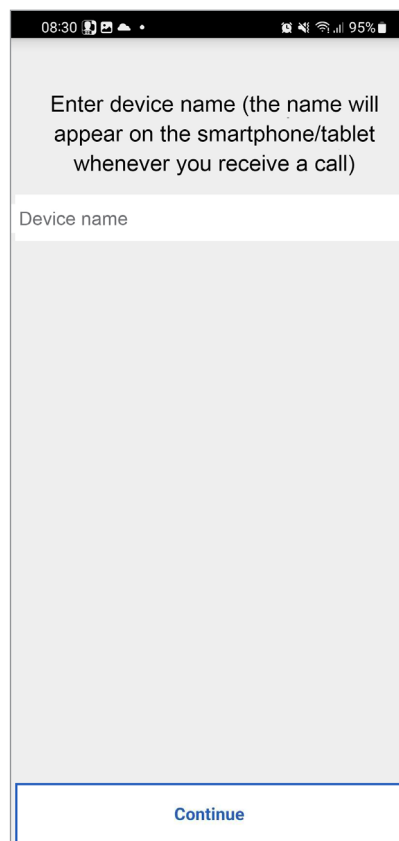 08:30
95%
Enter device name (the name will
appear on the smartphone/tablet
whenever you receive a call)
Device name
Continue